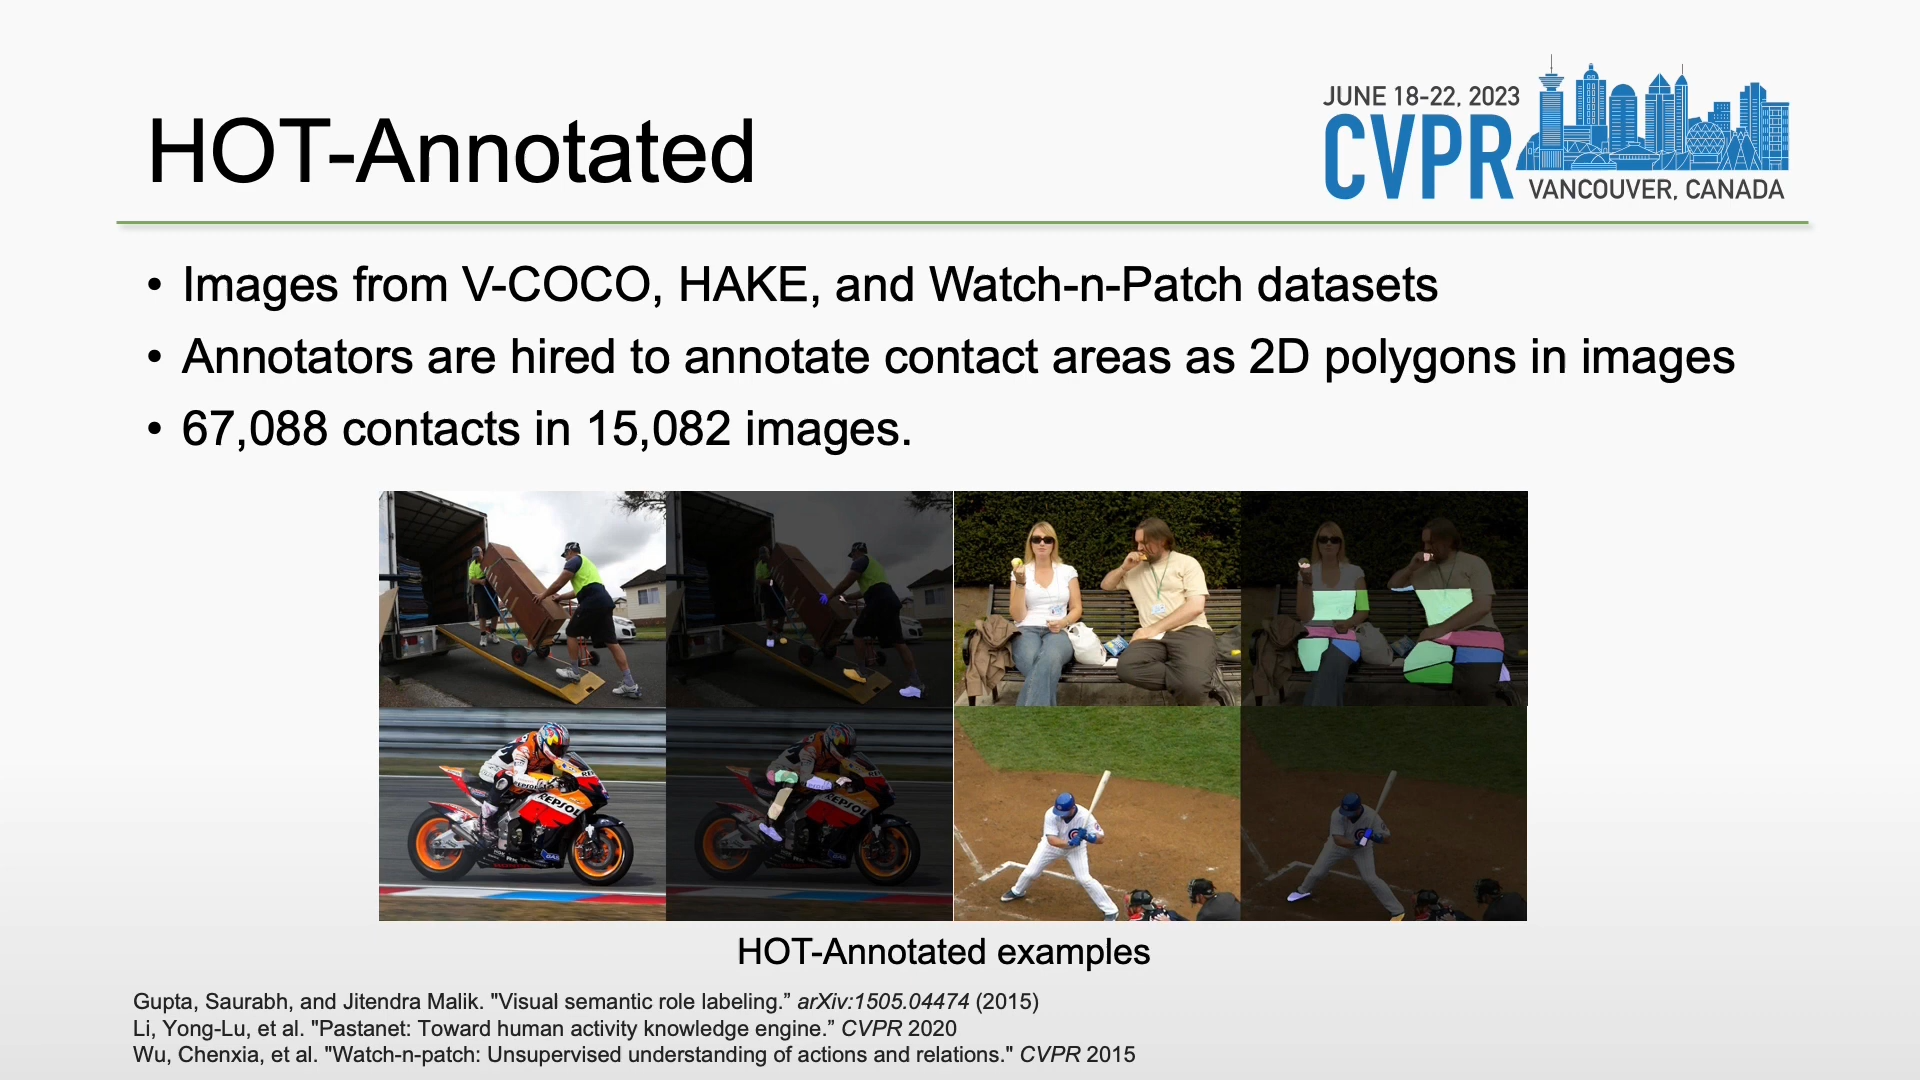 HOT-Annotated
JUNE 18-22, 2023
CVPR
VANCOUVER, CANADA
• Images from V-COCO, HAKE, and Watch-n-Patch datasets
• Annotators are hired to annotate contact areas as 2D polygons in images
• 67,088 contacts in 15,082 images.
REPSOL
REPSOL
HOT-Annotated examples
Gupta, Saurabh, and Jitendra Malik. "Visual semantic role labeling.” arXiv:1505.04474 (2015)
Li, Yong-Lu, et al. "Pastanet: Toward human activity knowledge engine.” CVPR 2020
Wu, Chenxia, et al. "Watch-n-patch: Unsupervised understanding of actions and relations." CVPR 2015